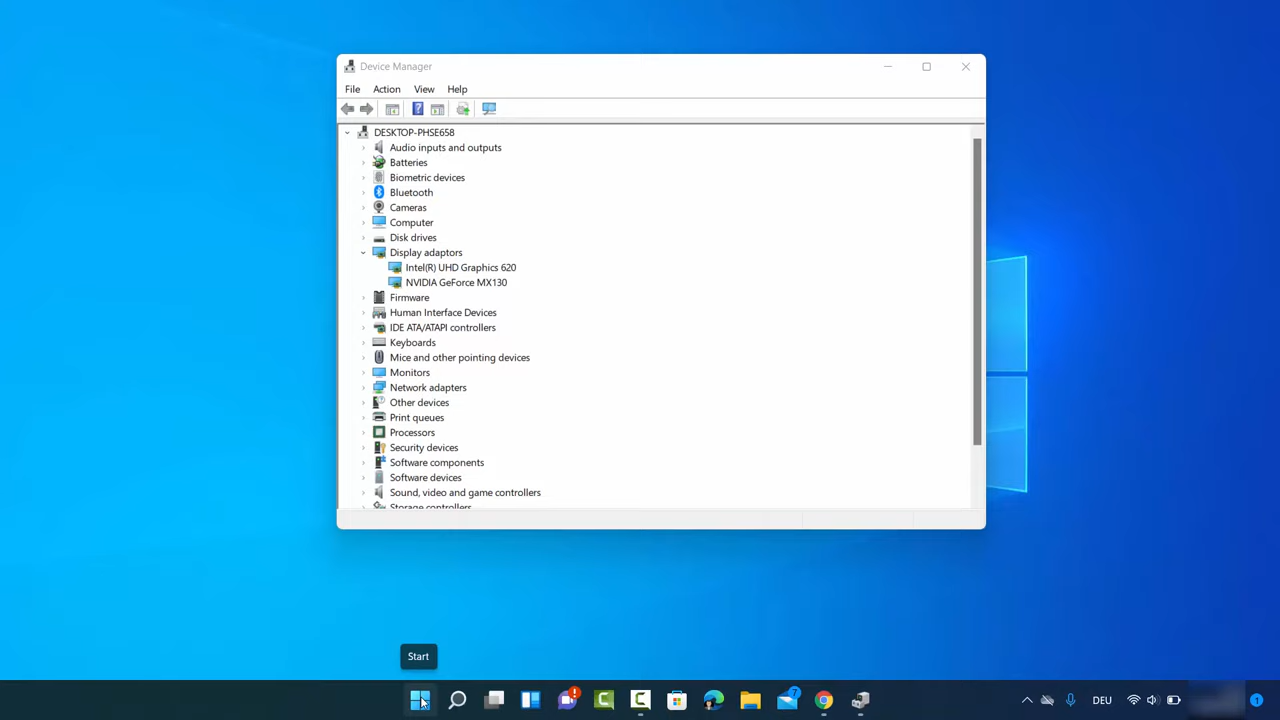 Device Manager
File Action View Help
DESKTOP-PHSE658
Audio inputs and outputs
Batteries
Biometric devices
Bluetooth
Cameras
Computer
Disk drives
Display adaptors
Intel(R) UHD Graphics 620
NVIDIA GeForce MX130
Firmware
Human Interface Devices
IDE ATA/ATAPI controllers
Keyboards
Mice and other pointing devices
Monitors
Network adapters
Other devices
Print queues
Processors
Security devices
Software components
Software devices
Sound, video and game controllers
Storage controllers
Start
7
DEU
1